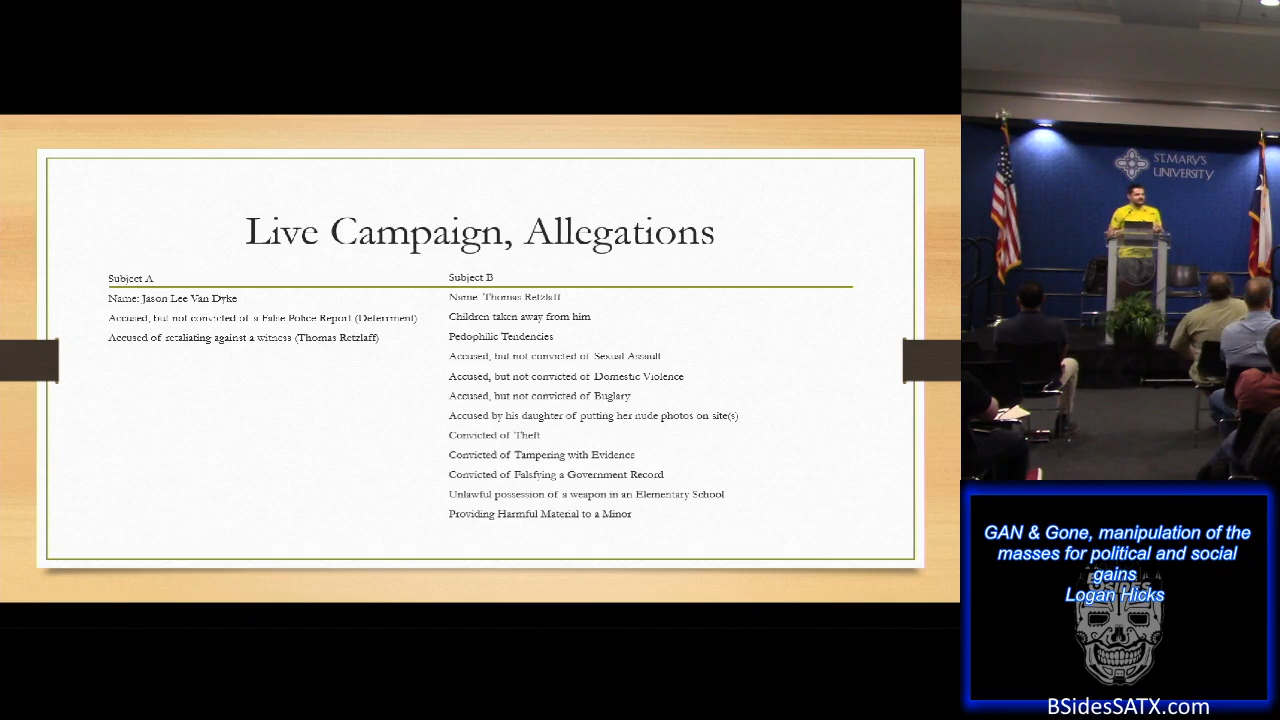 Live Campaign, Allegations
Subject A
Name: Jason Lee Van Dyke
Accused, but not convicted of a False Police Report (Deferrment)
Accused of retaliating against a witness (Thomas Retzlaff)
Subject B
Name: Thomas Retzlaff
Children taken away from him
Pedophilic Tendencies
Accused, but not convicted of Sexual Assault
Accused, but not convicted of Domestic Violence
Accused, but not convicted of Buglary
Accused by his daughter of putting her nude photos on site(s)
Convicted of Theft
Convicted of Tampering with Evidence
Convicted of Falsfying a Government Record
Unlawful possession of a weapon in an Elementary School
Providing Harmful Material to a Minor
ST. MARY'S
UNIVERSITY
GAN & Gone, manipulation of the
masses for political and social
gains
Logan Hicks
BSIDES
BSidesSATX.com